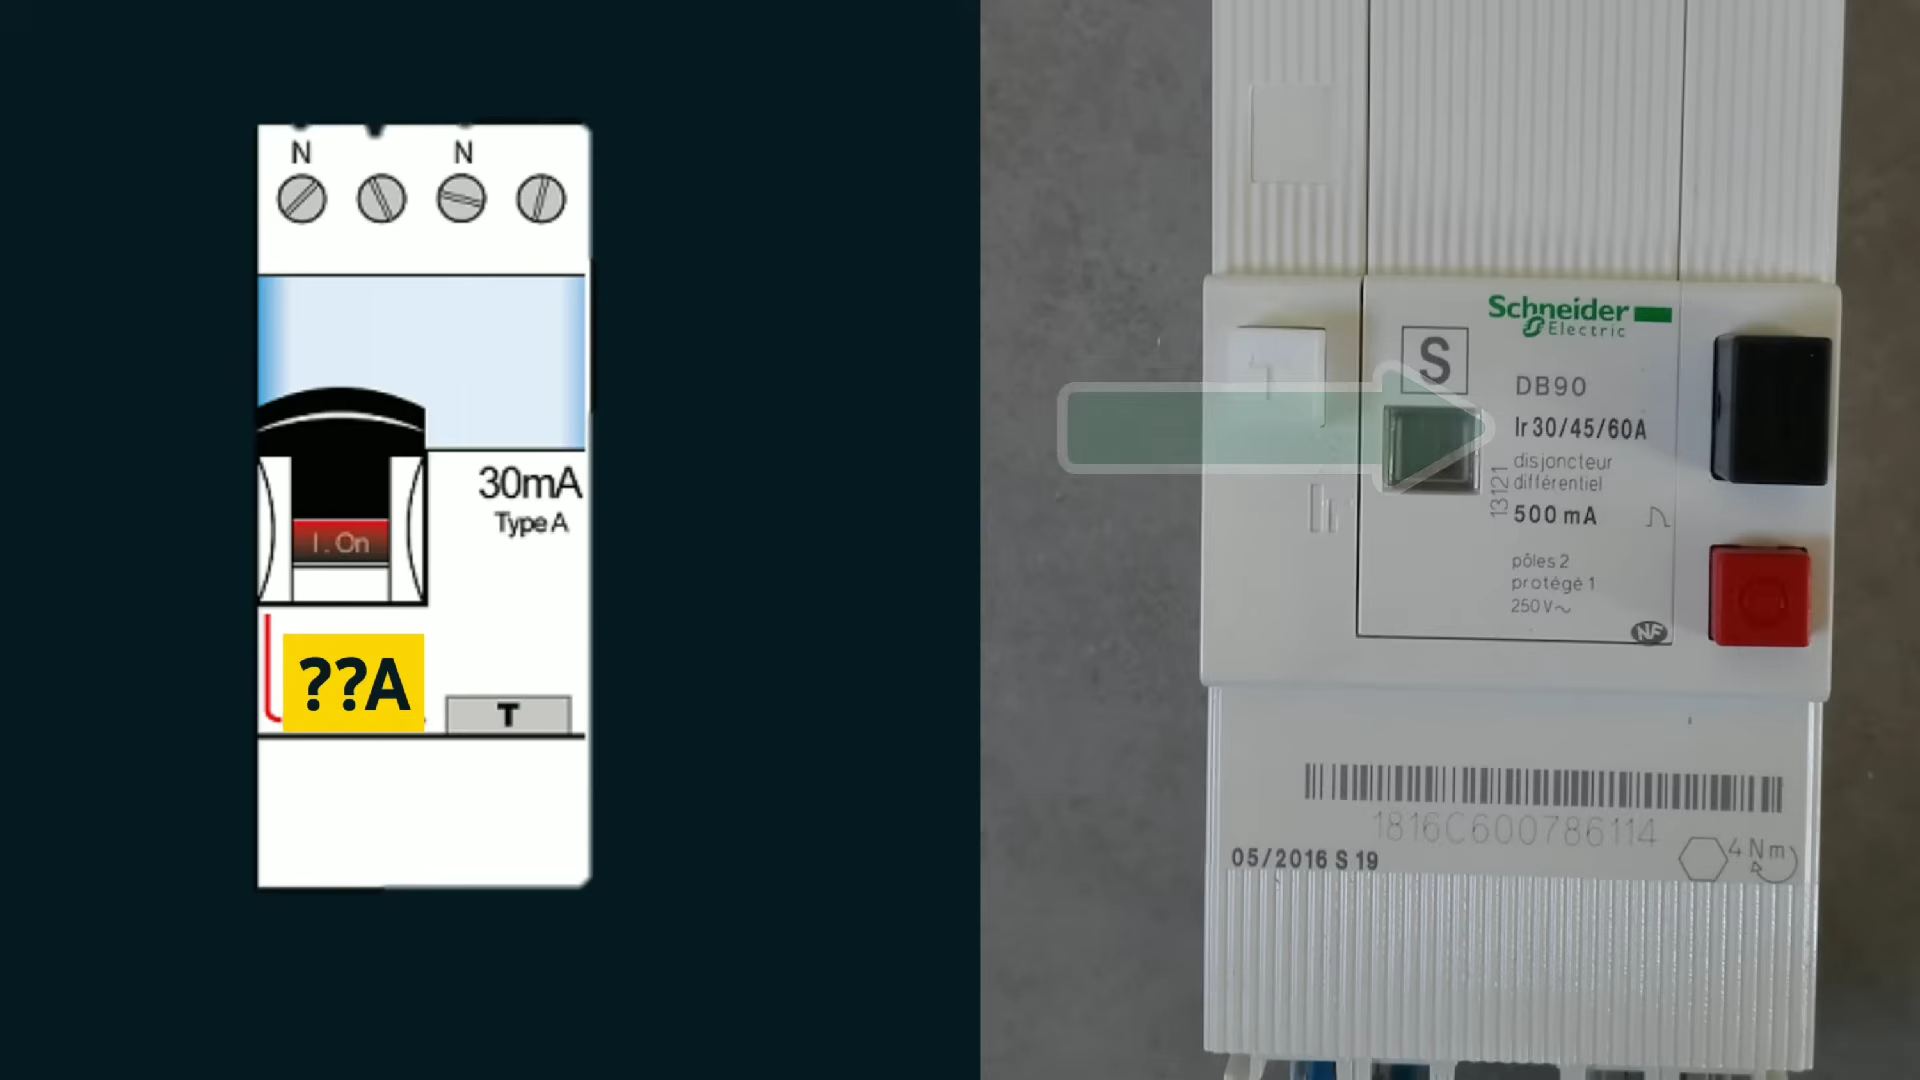 N N
30mA
Type A
I.On
??A
T
Schneider
Electric
S
T
DB90
Ir 30/45/60A
disjoncteur
différentiel
13121
500 mA
pôles 2
protégé 1
250V~
NF
1816C600786114
05/2016 S 19
4 Nm